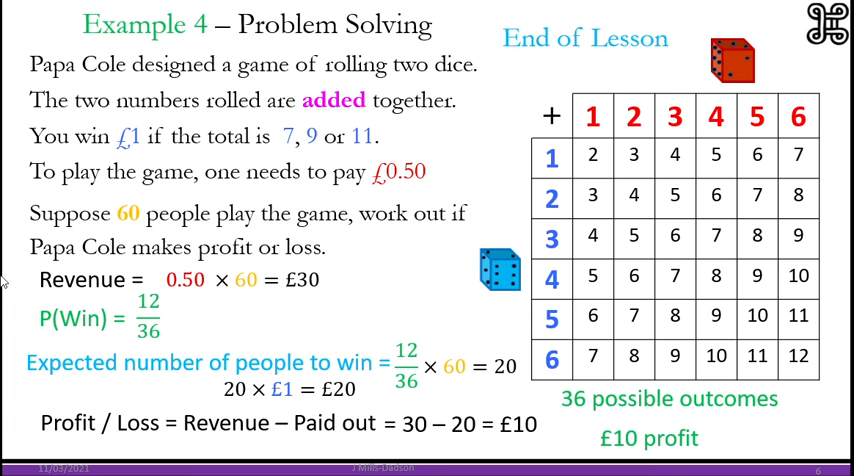 Example 4 – Problem Solving
End of Lesson
Papa Cole designed a game of rolling two dice.
The two numbers rolled are added together.
You win £1 if the total is 7, 9 or 11.
To play the game, one needs to pay £0.50
Suppose 60 people play the game, work out if
Papa Cole makes profit or loss.
Revenue = 0.50 × 60 = £30
P(Win) = 12/36
Expected number of people to win = 12/36 × 60 = 20
20 × £1 = £20
Profit / Loss = Revenue – Paid out = 30 − 20 = £10
+ 1 2 3 4 5 6
1 2 3 4 5 6 7
2 3 4 5 6 7 8
3 4 5 6 7 8 9
4 5 6 7 8 9 10
5 6 7 8 9 10 11
6 7 8 9 10 11 12
36 possible outcomes
£10 profit
11/03/2021
J Mills-Dadson
6